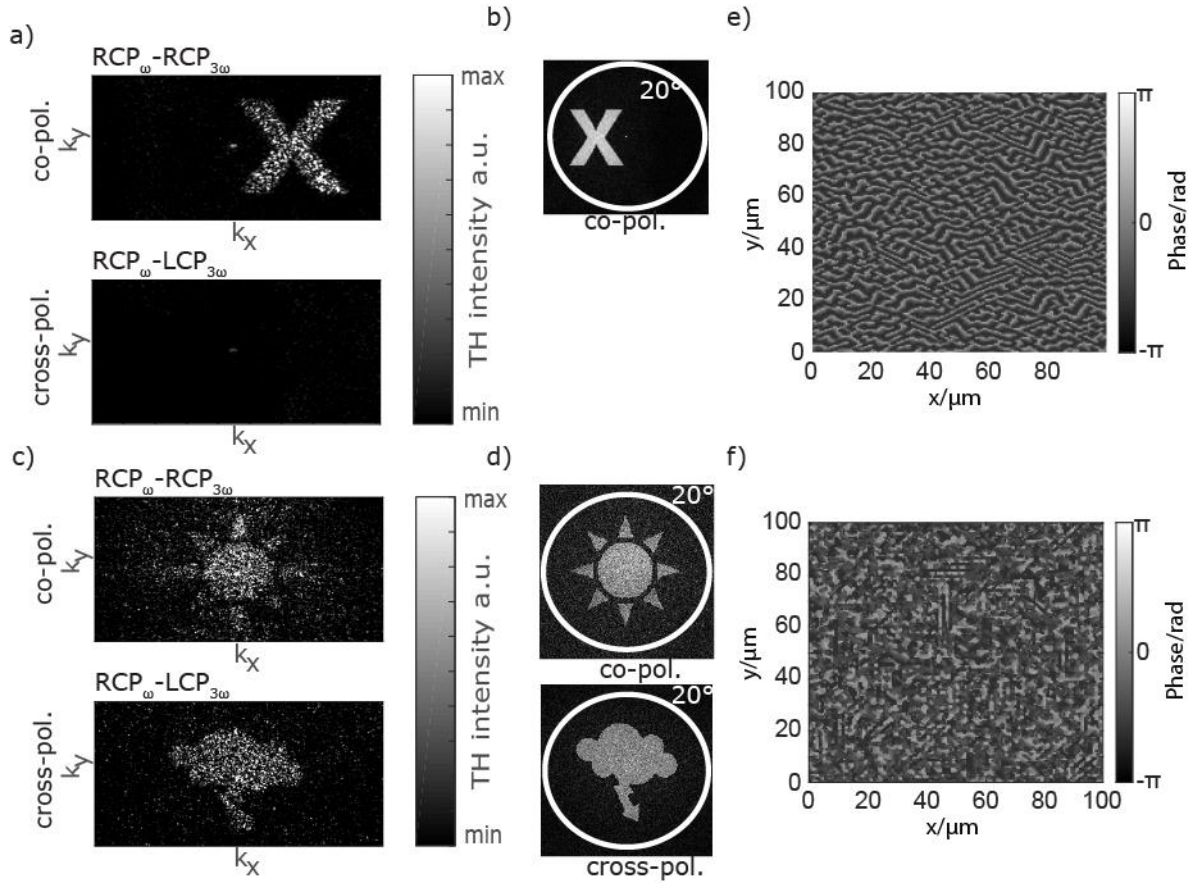 a)
RCPω-RCP3ω
co-pol.
ky
kx
RCPω-LCP3ω
cross-pol.
ky
kx
max
TH intensity a.u.
min
b)
20°
X
co-pol.
e)
100
80
60
40
20
0
y/μm
0 20 40 60 80
x/μm
π
0
-π
Phase/rad
c)
RCPω-RCP3ω
co-pol.
ky
kx
RCPω-LCP3ω
cross-pol.
ky
kx
max
TH intensity a.u.
min
d)
20°
co-pol.
20°
cross-pol.
f)
100
80
60
40
20
0
y/μm
0 20 40 60 80 100
x/μm
π
0
-π
Phase/rad